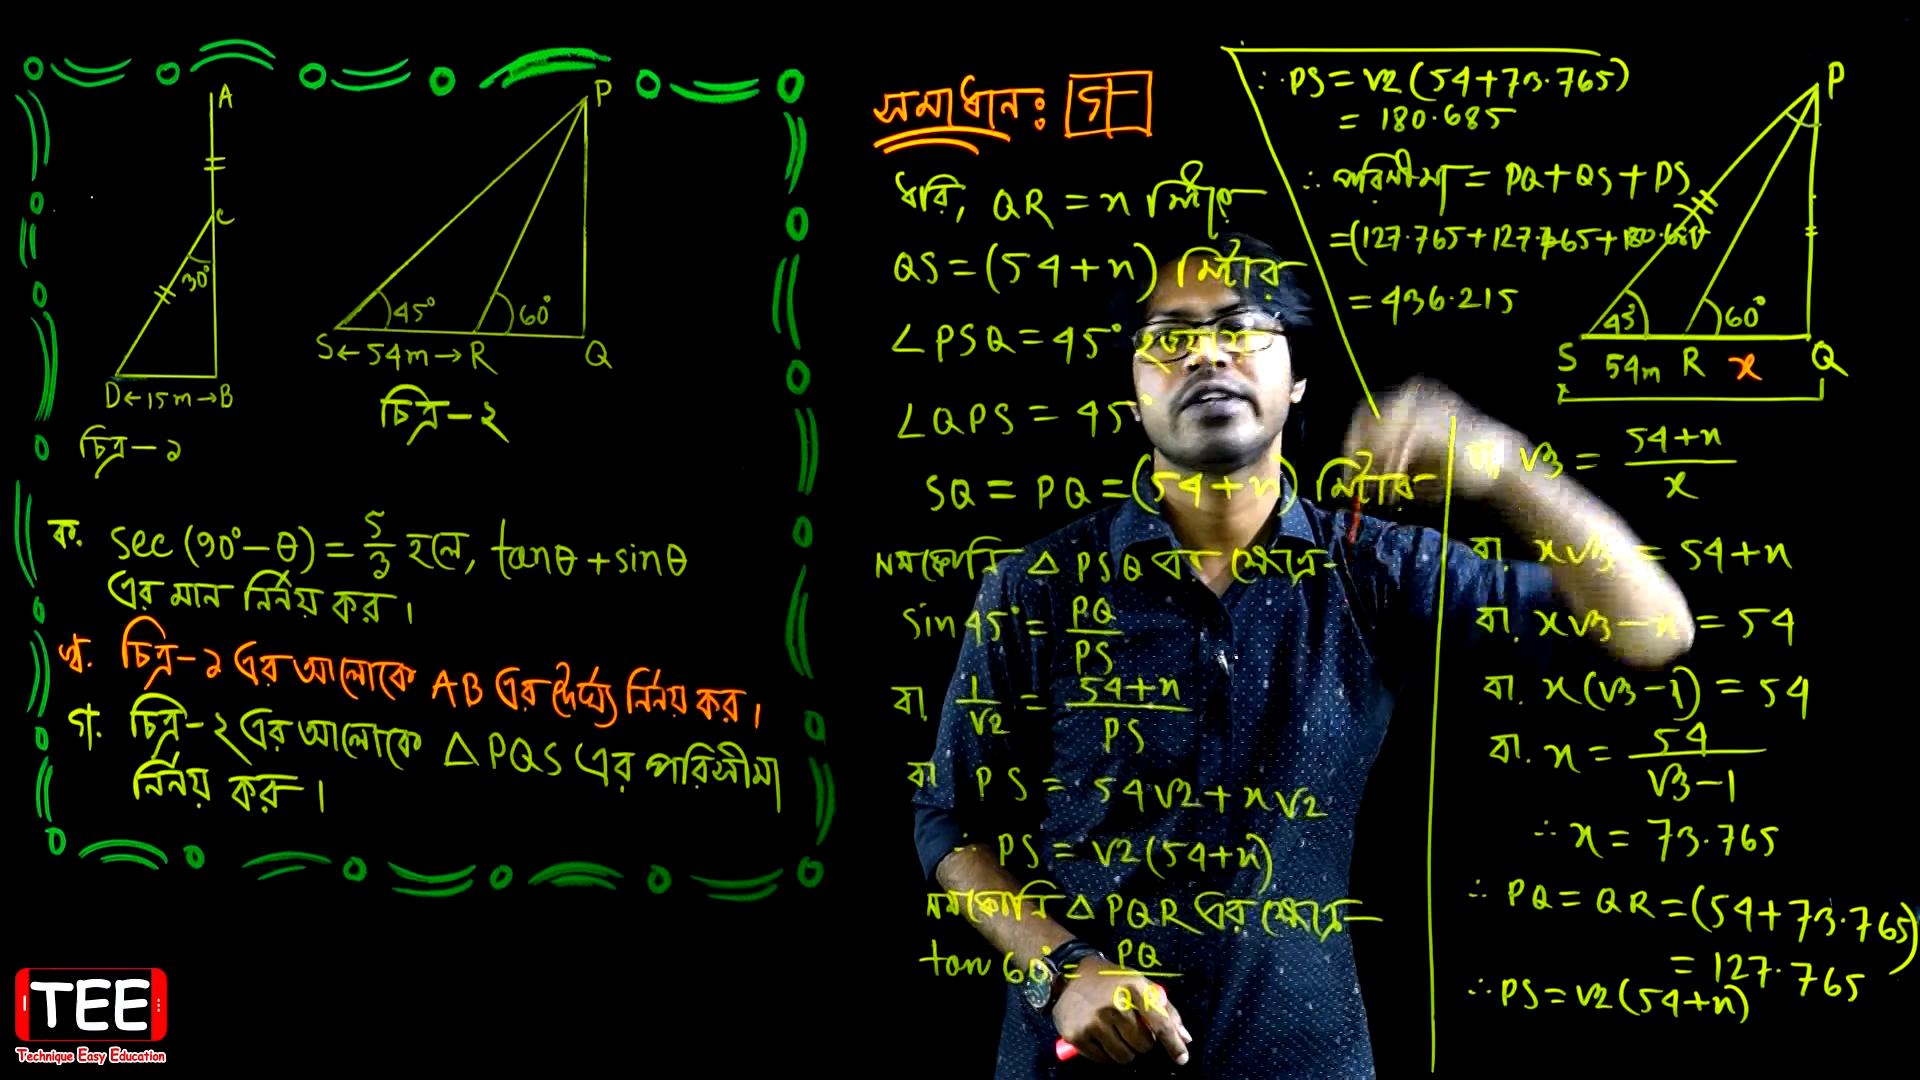 A
C
30°
D←15m→B
চিত্র-১
P
45°
60°
S←54m→R
Q
চিত্র-২
ক. sec(90°-θ)=5/3 হলে, tanθ+sinθ
এর মান নির্নয় কর।
খ. চিত্র-১ এর আলোকে AB এর দৈর্ঘ্য নির্নয় কর।
গ. চিত্র-২ এর আলোকে △PQS এর পরিসীমা
নির্নয় কর।
TEE
Technique Easy Education
সমাধান: গ
ধরি, QR = x মিটার
QS = (54+x) মিটার
∠PSQ = 45° হওয়ায়
∠QPS = 45°
SQ = PQ = (54+x) মিটার
সমকোনি △ PSQ এর ক্ষেত্রে-
sin45° = PQ/PS
বা 1/√2 = 54+x/PS
বা PS = 54√2+x√2
∴ PS = √2(54+x)
সমকোনি △ PQR এর ক্ষেত্রে-
tan 60° = PQ/QR
∴ PS = √2(54+73.765)
= 180.685
∴ পরিসীমা = PQ+QS+PS
=(127.765+127.765+180.685
= 436.215
P
45
60°
S
54m
R
x
Q
বা, √3 = 54+x/x
বা. x√3 = 54+x
বা. x√3-x = 54
বা. x(√3-1) = 54
বা. x = 54/√3-1
∴ x = 73.765
∴ PQ = QR = (54+73.765)
= 127.765
∴ PS = √2(54+x)